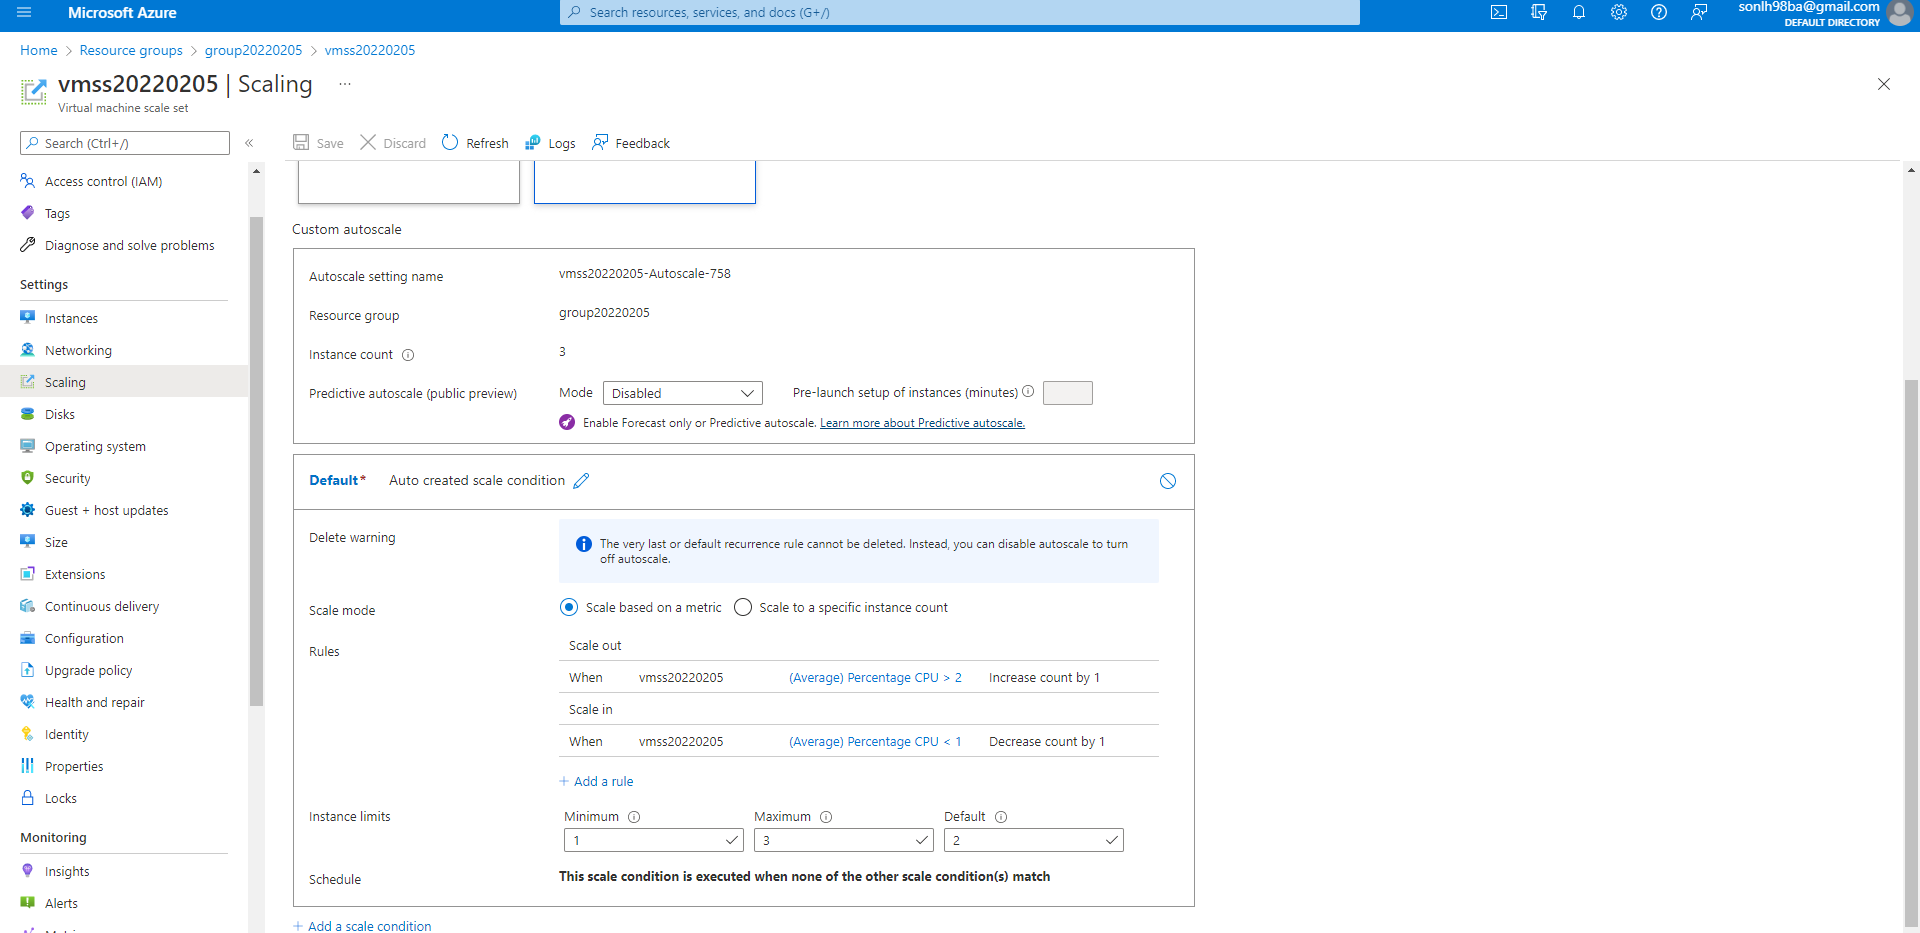 Microsoft Azure
Search resources, services, and docs (G+/)
sonlh98ba@gmail.com
DEFAULT DIRECTORY
Home > Resource groups > group20220205 > vmss20220205
vmss20220205 | Scaling ...
Virtual machine scale set
Search (Ctrl+/)
«
Save Discard Refresh Logs Feedback
Access control (IAM)
Tags
Diagnose and solve problems
Settings
Instances
Networking
Scaling
Disks
Operating system
Security
Guest + host updates
Size
Extensions
Continuous delivery
Configuration
Upgrade policy
Health and repair
Identity
Properties
Locks
Monitoring
Insights
Alerts
Custom autoscale
Autoscale setting name vmss20220205-Autoscale-758
Resource group group20220205
Instance count 3
Predictive autoscale (public preview) Mode Disabled Pre-launch setup of instances (minutes)
Enable Forecast only or Predictive autoscale. Learn more about Predictive autoscale.
Default* Auto created scale condition
Delete warning
The very last or default recurrence rule cannot be deleted. Instead, you can disable autoscale to turn
off autoscale.
Scale mode Scale based on a metric Scale to a specific instance count
Rules
Scale out
When vmss20220205 (Average) Percentage CPU > 2 Increase count by 1
Scale in
When vmss20220205 (Average) Percentage CPU < 1 Decrease count by 1
+ Add a rule
Instance limits
Minimum Maximum Default
1 3 2
Schedule This scale condition is executed when none of the other scale condition(s) match
+ Add a scale condition